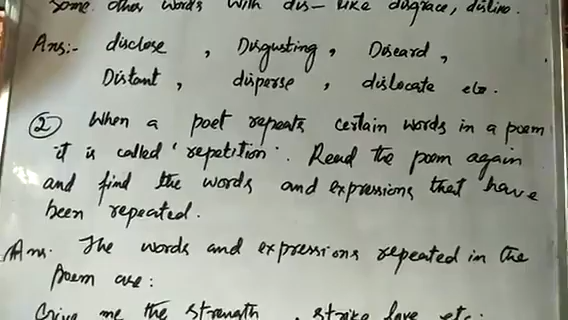 Some other words with dis- like disgrace, dislike.
Ans:- disclose , Disgusting , Discard ,
Distant , disperse , dislocate etc.
② When a poet repeats certain words in a poem
it is called 'repetition'. Read the poem again
and find the words and expressions that have
been repeated.
Ans. The words and expressions repeated in the
Poem are:
Give me the strength , strike, love etc.